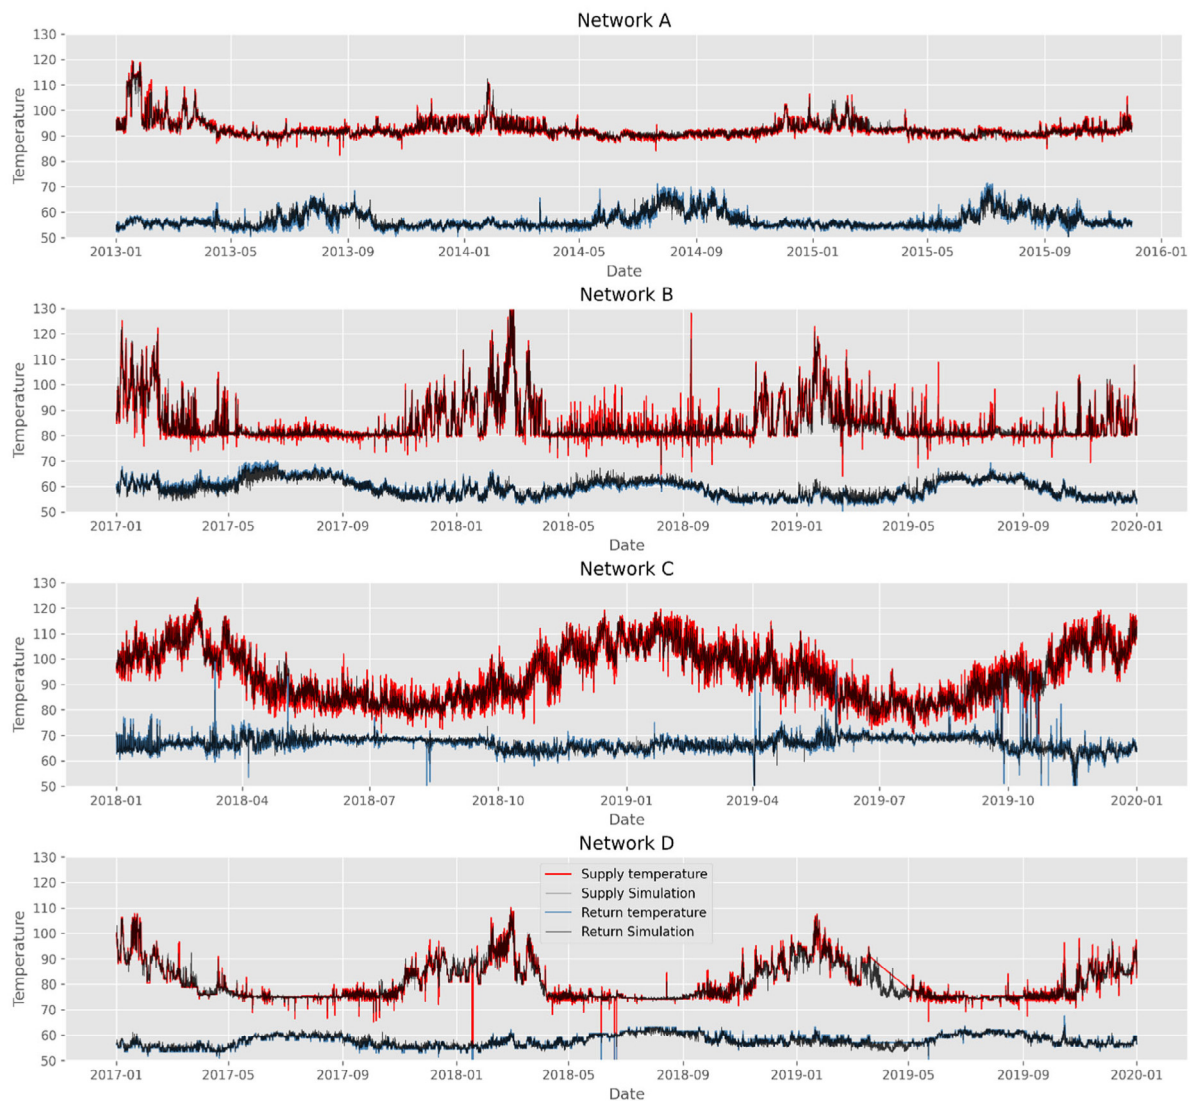 Network A
130
120
110
100
90
80
70
60
50
Temperature
2013-01 2013-05 2013-09 2014-01 2014-05 2014-09 2015-01 2015-05 2015-09 2016-01
Date
Network B
130
120
110
100
90
80
70
60
50
Temperature
2017-01 2017-05 2017-09 2018-01 2018-05 2018-09 2019-01 2019-05 2019-09 2020-01
Date
Network C
130
120
110
100
90
80
70
60
50
Temperature
2018-01 2018-04 2018-07 2018-10 2019-01 2019-04 2019-07 2019-10 2020-01
Date
Network D
130
120
110
100
90
80
70
60
50
Temperature
Supply temperature
Supply Simulation
Return temperature
Return Simulation
2017-01 2017-05 2017-09 2018-01 2018-05 2018-09 2019-01 2019-05 2019-09 2020-01
Date